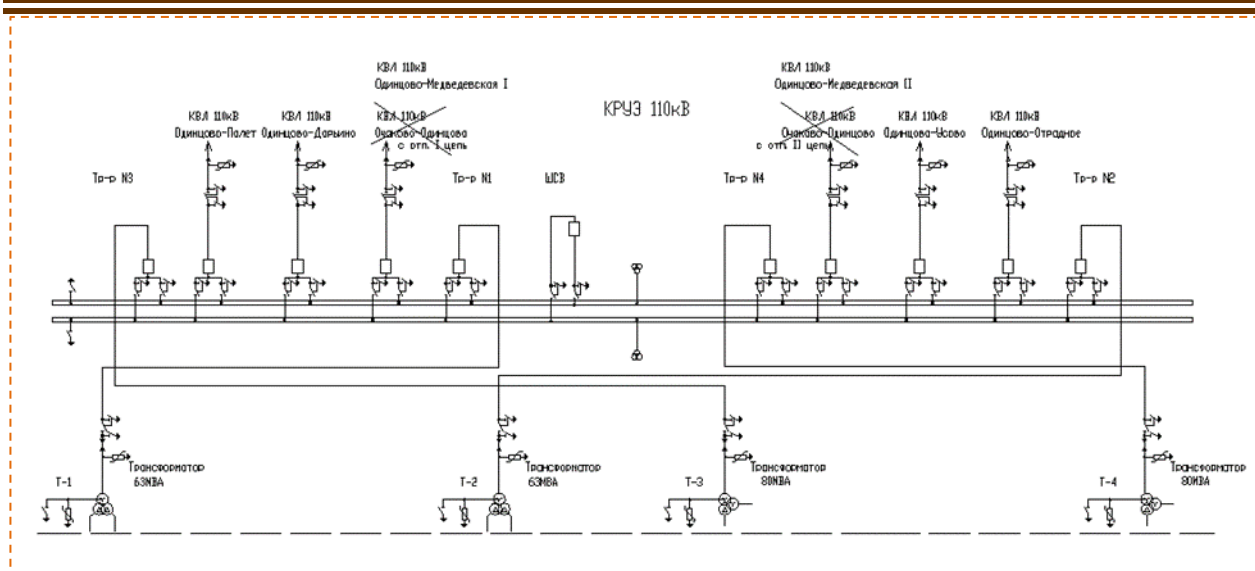 КВЛ 110кВ
Одинцово-Медведевская I
КВЛ 110кВ
Одинцово-Медведевская II
КРУЭ 110кВ
КВЛ 110кВ
Одинцово-Палет
КВЛ 110кВ
Одинцово-Дарьино
КВЛ 110кВ
Очаково-Одинцова
с отп. I цепь
КВЛ 110кВ
Очаково-Одинцово
с отп. II цепь
КВЛ 110кВ
Одинцова-Усово
КВЛ 110кВ
Одинцово-Отрадное
Тр-р N3
Тр-р N1
ШСВ
Тр-р N4
Тр-р N2
Т-1
Трансформатор
63МВА
Т-2
Трансформатор
63МВА
Т-3
Трансформатор
80МВА
Т-4
Трансформатор
80МВА